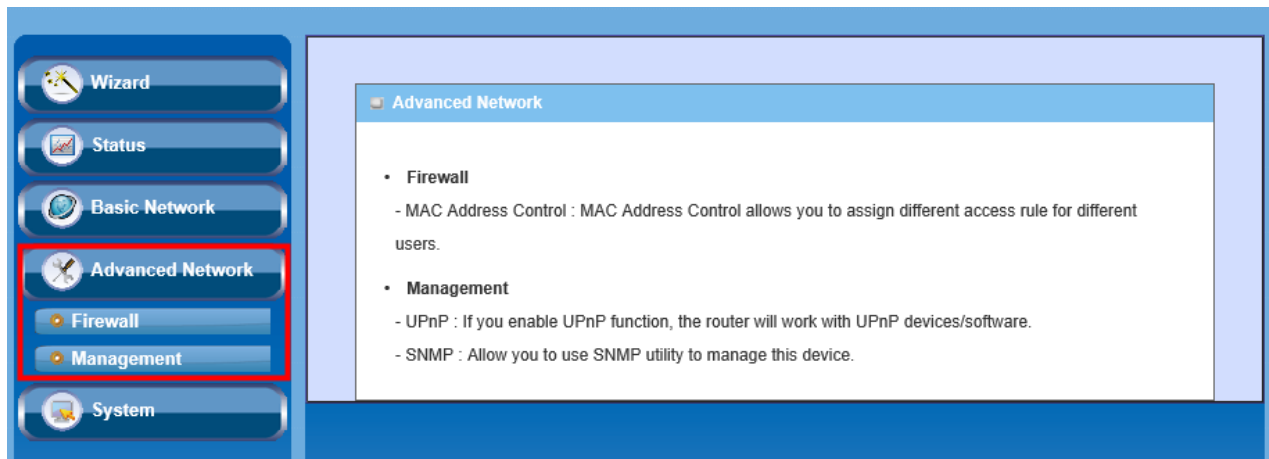 Wizard
Status
Basic Network
Advanced Network
Firewall
Management
System
Advanced Network
• Firewall
- MAC Address Control : MAC Address Control allows you to assign different access rule for different
users.
• Management
- UPnP : If you enable UPnP function, the router will work with UPnP devices/software.
- SNMP : Allow you to use SNMP utility to manage this device.